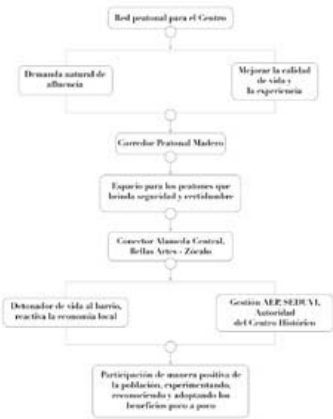 Red peatonal para el Centro
Demanda natural de
afluencia
Mejorar la calidad
de vida y
la experiencia
Corredor Peatonal Madero
Espacio para los peatones que
brinda seguridad y certidumbre
Conector Alameda Central,
Bellas Artes - Zócalo
Detonador de vida al barrio,
reactiva la economía local
Gestión AEP, SEDUVI,
Autoridad
del Centro Histórico
Participación de manera positiva de
la población, experimentando,
reconociendo y adoptando los
beneficios poco a poco